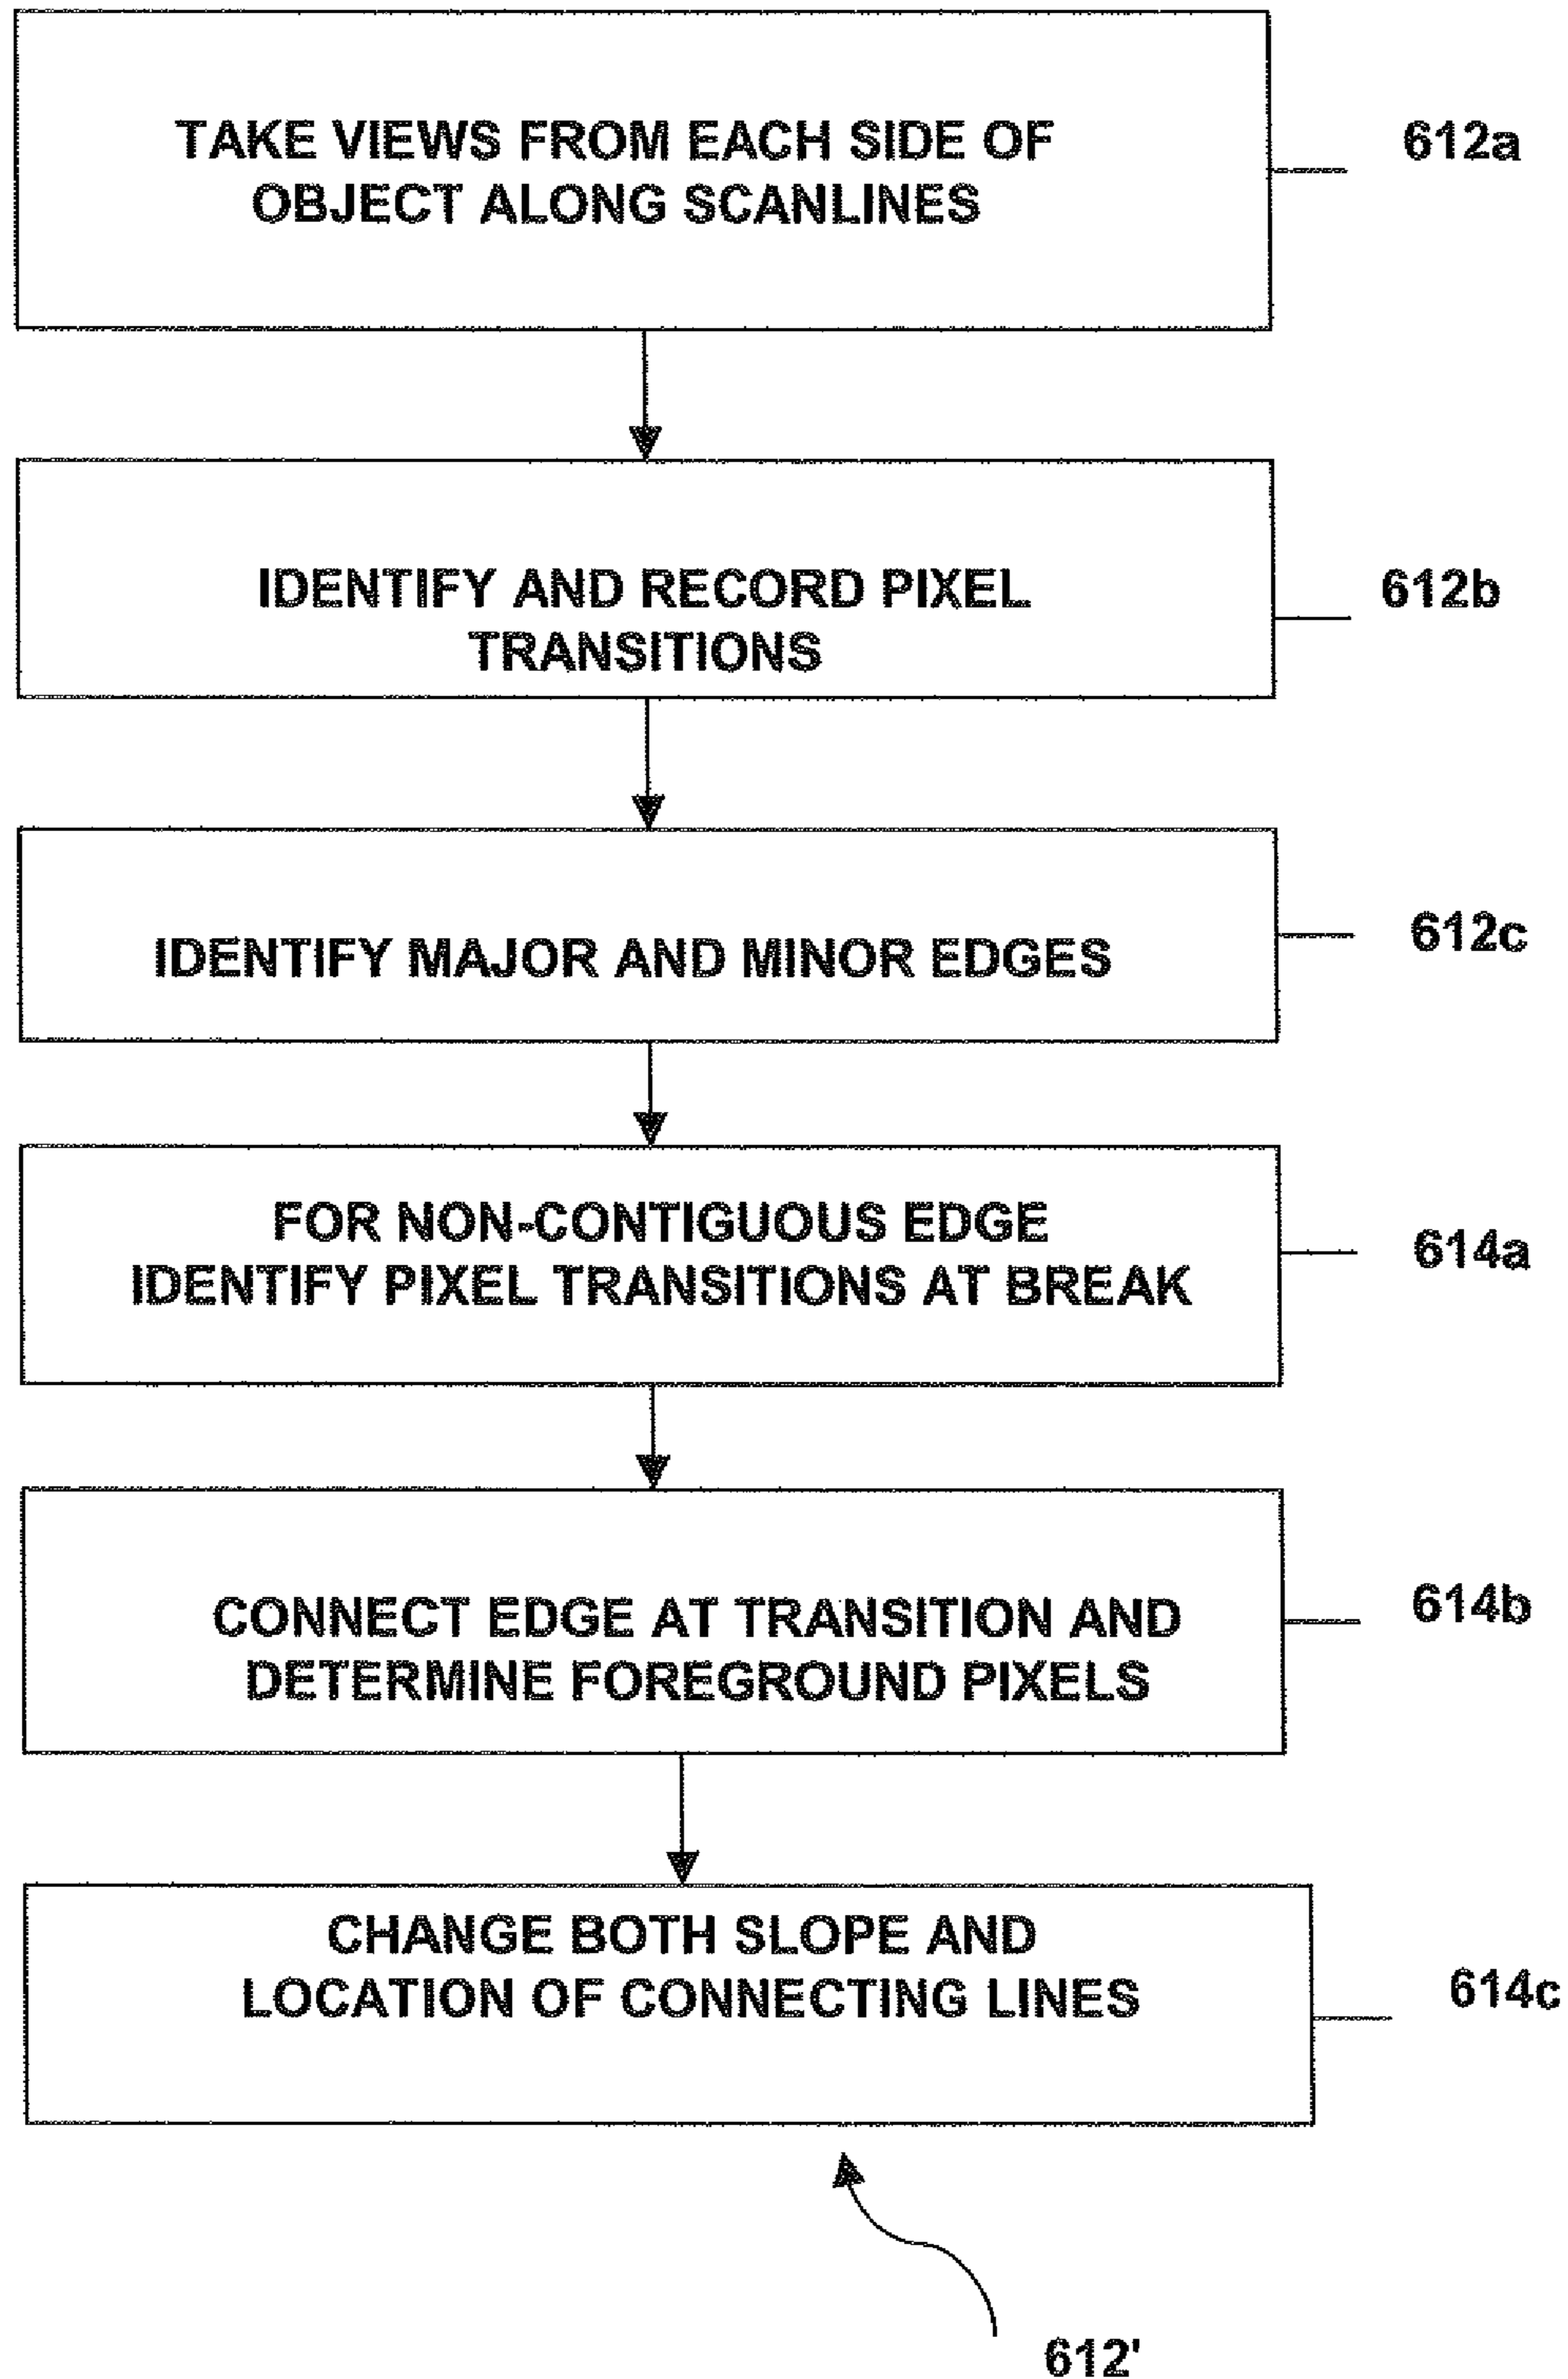 TAKE VIEWS FROM EACH SIDE OF
OBJECT ALONG SCANLINES
612a
IDENTIFY AND RECORD PIXEL
TRANSITIONS
612b
IDENTIFY MAJOR AND MINOR EDGES
612c
FOR NON-CONTIGUOUS EDGE
IDENTIFY PIXEL TRANSITIONS AT BREAK
614a
CONNECT EDGE AT TRANSITION AND
DETERMINE FOREGROUND PIXELS
614b
CHANGE BOTH SLOPE AND
LOCATION OF CONNECTING LINES
614c
612'